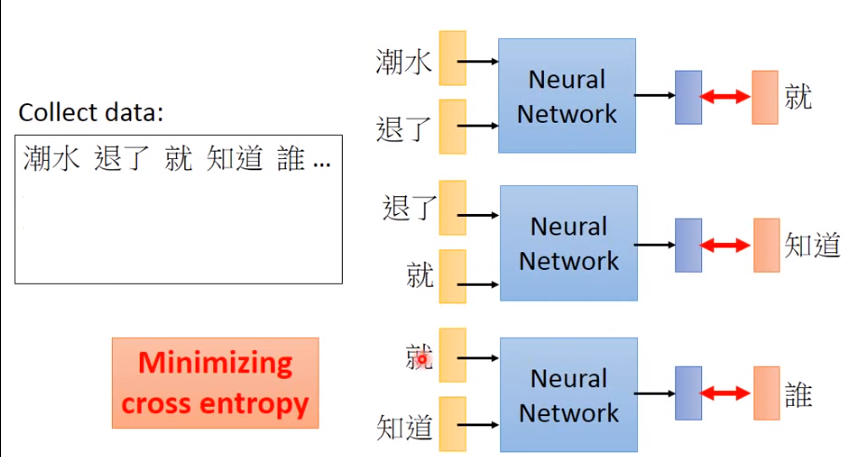 Collect data:
潮水 退了 就 知道 誰 ...
Minimizing
cross entropy
潮水
退了
Neural
Network
就
退了
就
Neural
Network
知道
就
知道
Neural
Network
誰